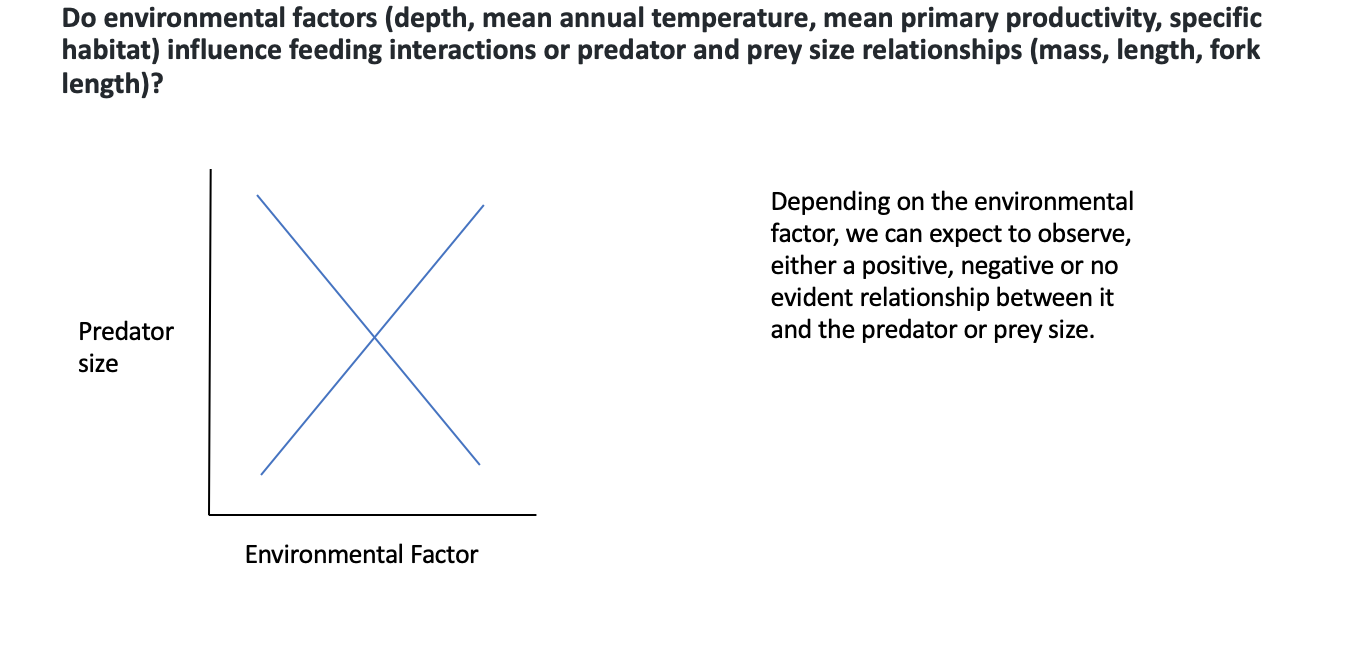 Do environmental factors (depth, mean annual temperature, mean primary productivity, specific
habitat) influence feeding interactions or predator and prey size relationships (mass, length, fork
length)?
Depending on the environmental
factor, we can expect to observe,
either a positive, negative or no
evident relationship between it
and the predator or prey size.
Predator
size
Environmental Factor